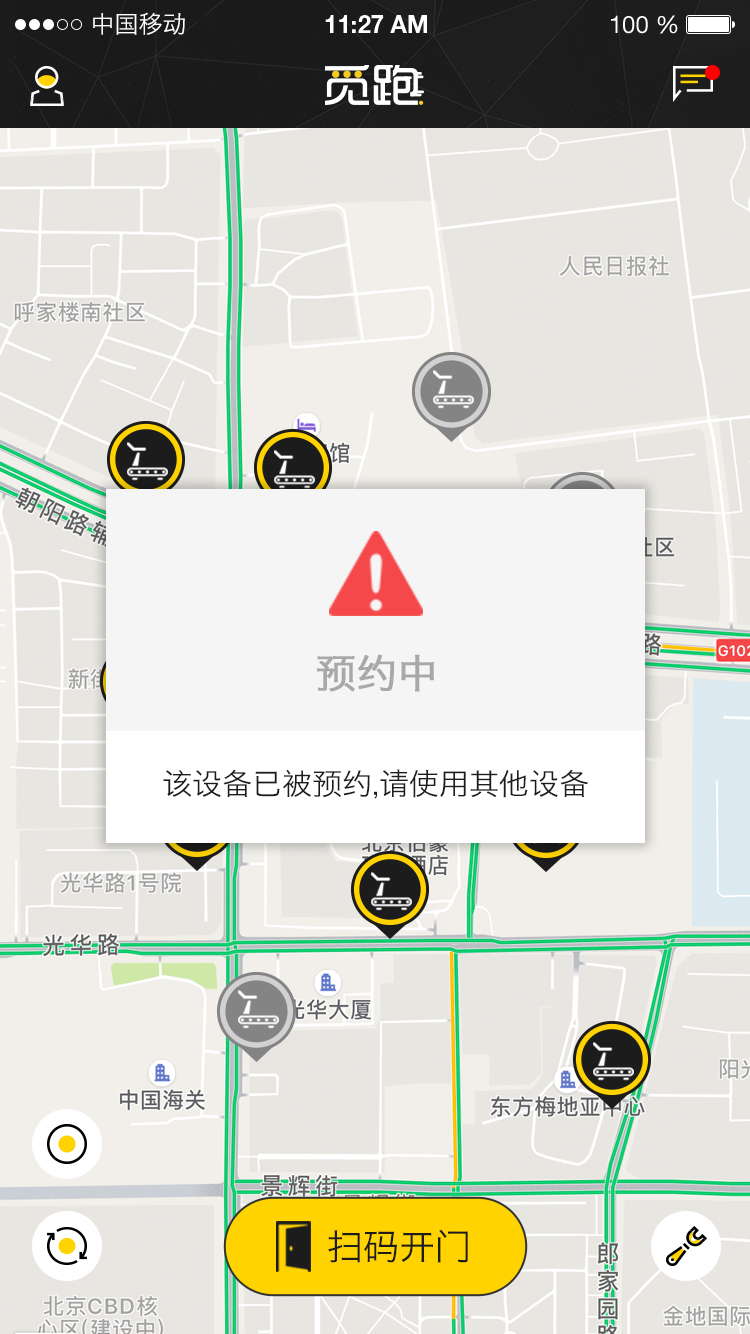 中国移动
11:27 AM
100 %
觅跑
人民日报社
呼家楼南社区
馆
朝阳路辅
社区
路
G102
预约中
新街
该设备已被预约,请使用其他设备
酒店
光华路1号院
光华路
光华大厦
阳光
中国海关
东方梅地亚中心
景辉街
扫码开门
郎家园路
北京CBD核
心区(建设中)
金地国际